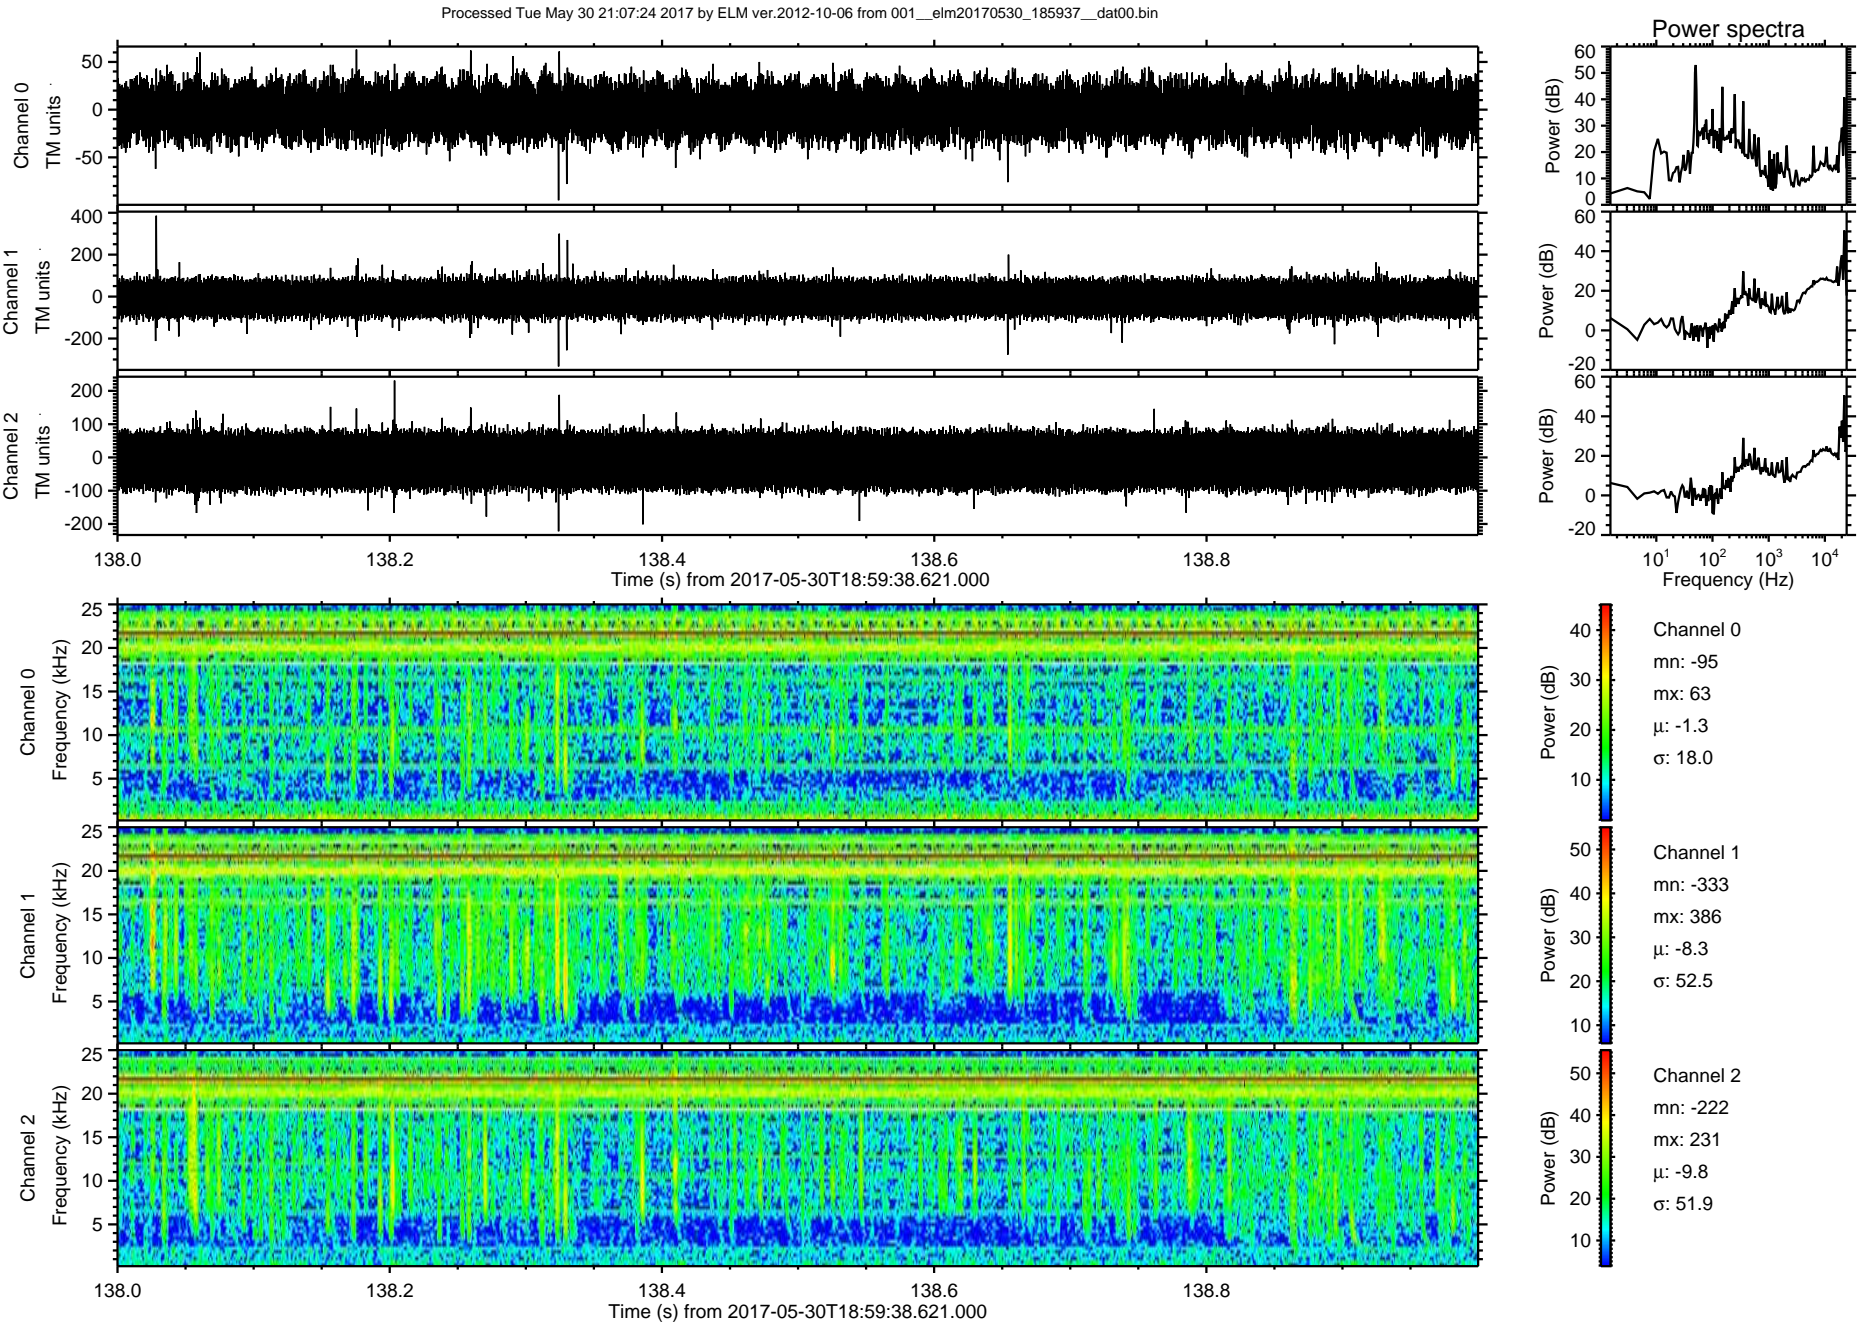 Processed Tue May 30 21:07:24 2017 by ELM ver.2012-10-06 from 001__elm20170530_185937__dat00.bin
Power spectra
Channel 0
TM units
50
0
-50
Power (dB)
60
50
40
30
20
10
0
Channel 1
TM units
400
200
0
-200
Power (dB)
60
40
20
0
-20
Channel 2
TM units
200
100
0
-100
-200
Power (dB)
60
40
20
0
-20
138.0 138.2 138.4 138.6 138.8
Time (s) from 2017-05-30T18:59:38.621.000
10^1 10^2 10^3 10^4
Frequency (Hz)
Channel 0
Frequency (kHz)
25
20
15
10
5
Power (dB)
40
30
20
10
Channel 0
mn: -95
mx: 63
μ: -1.3
σ: 18.0
Channel 1
Frequency (kHz)
25
20
15
10
5
Power (dB)
50
40
30
20
10
Channel 1
mn: -333
mx: 386
μ: -8.3
σ: 52.5
Channel 2
Frequency (kHz)
25
20
15
10
5
Power (dB)
50
40
30
20
10
Channel 2
mn: -222
mx: 231
μ: -9.8
σ: 51.9
138.0 138.2 138.4 138.6 138.8
Time (s) from 2017-05-30T18:59:38.621.000